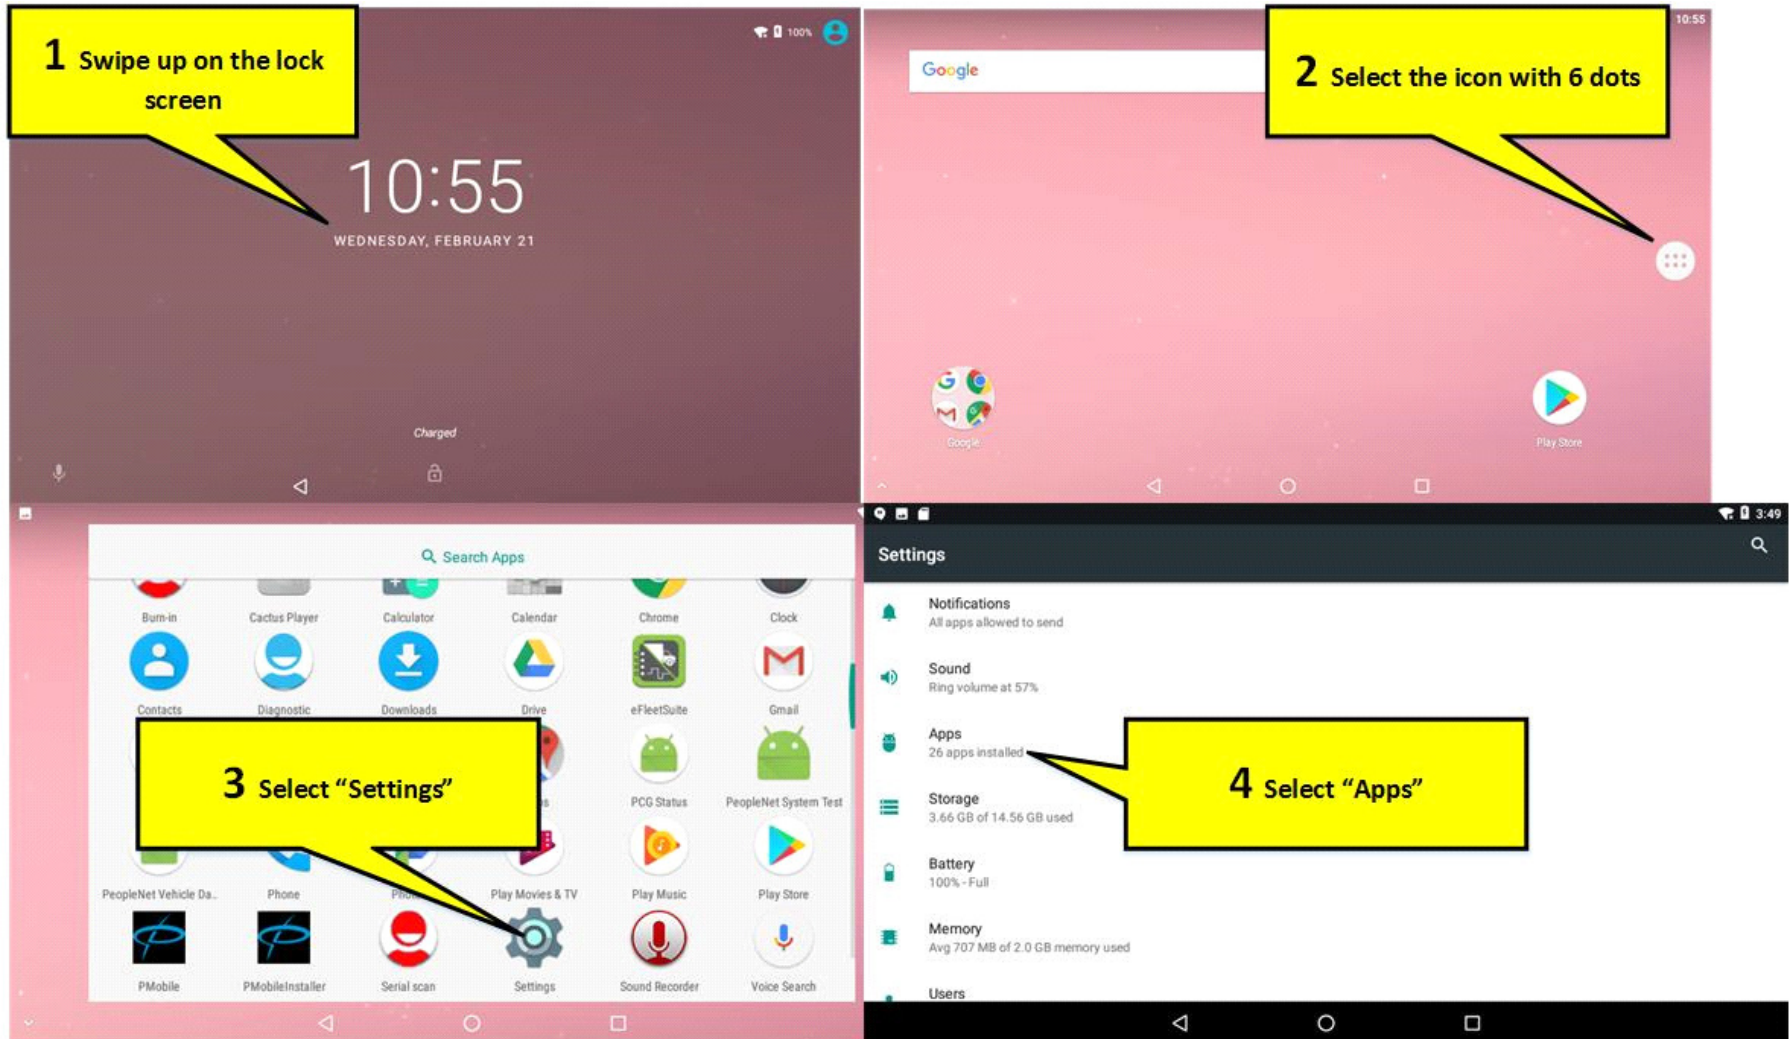 1 Swipe up on the lock
screen
100%
10:55
WEDNESDAY, FEBRUARY 21
Charged
10:55
Google
2 Select the icon with 6 dots
Google
Play Store
Search Apps
Burn-in Cactus Player Calculator Calendar Chrome Clock
Contacts Diagnostic Downloads Drive eFleetSuite Gmail
3 Select “Settings”
PCG Status PeopleNet System Test
PeopleNet Vehicle Da.. Phone Play Movies & TV Play Music Play Store
PMobile PMobileInstaller Serial scan Settings Sound Recorder Voice Search
3:49
Settings
Notifications
All apps allowed to send
Sound
Ring volume at 57%
Apps
26 apps installed
4 Select “Apps”
Storage
3.66 GB of 14.56 GB used
Battery
100% - Full
Memory
Avg 707 MB of 2.0 GB memory used
Users